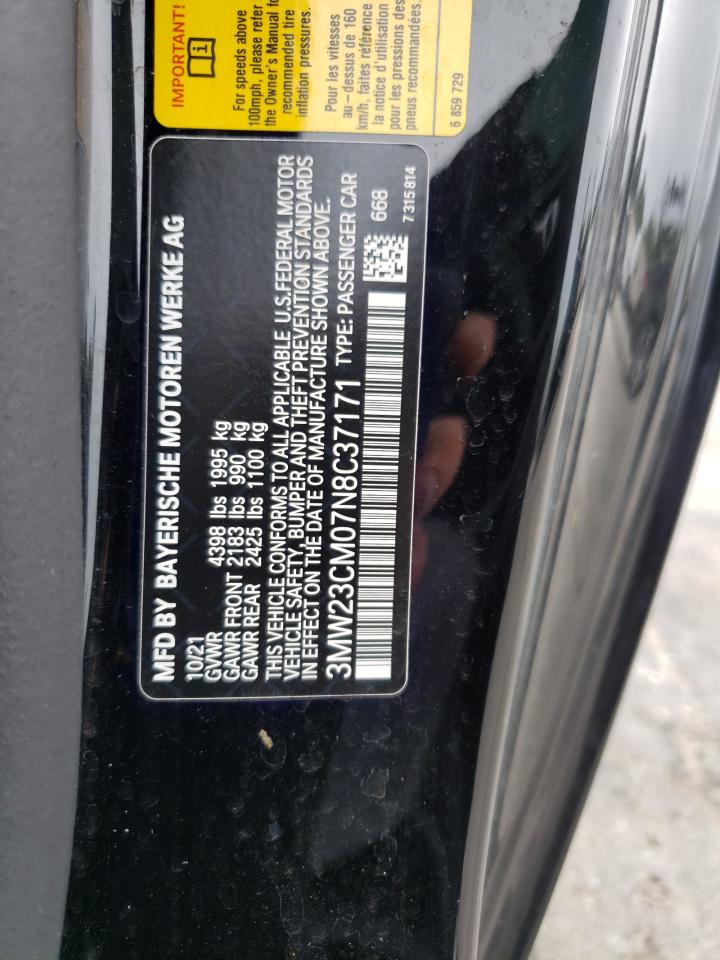 MFD BY BAYERISCHE MOTOREN WERKE AG
10/21
GVWR 4398 lbs 1995 kg
GAWR FRONT 2183 lbs 990 kg
GAWR REAR 2425 lbs 1100 kg
THIS VEHICLE CONFORMS TO ALL APPLICABLE U.S.FEDERAL MOTOR
VEHICLE SAFETY, BUMPER AND THEFT PREVENTION STANDARDS
IN EFFECT ON THE DATE OF MANUFACTURE SHOWN ABOVE.
3MW23CM07N8C37171 TYPE: PASSENGER CAR
668
7 315 814
IMPORTANT!
For speeds above
100mph, please refer
the Owner's Manual fo
recommended tire
inflation pressures.
Pour les vitesses
au-dessus de 160
km/h, faites référence
la notice d'utilisation
pour les pressions des
pneus recommandées.
6 859 729